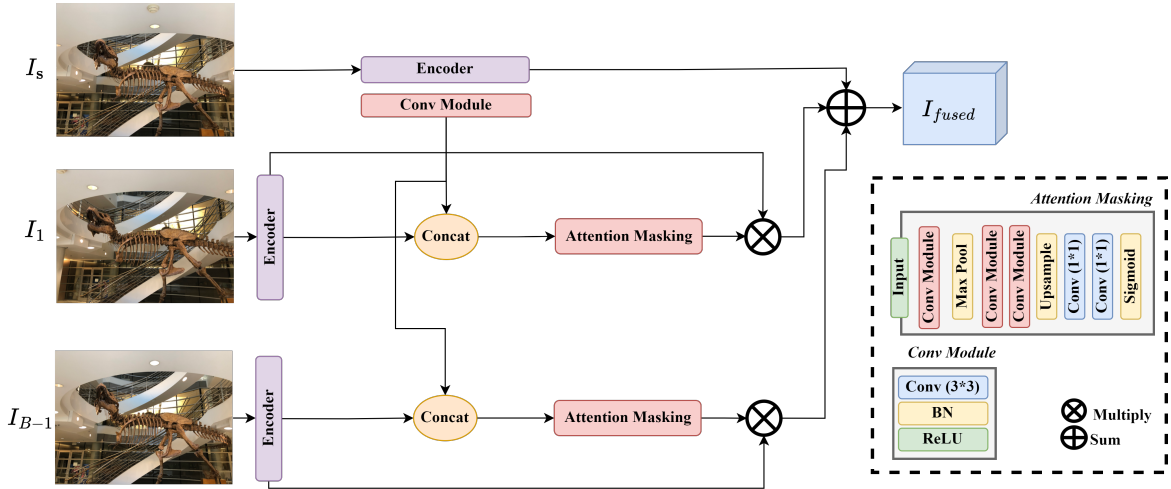 I_s
Encoder
Conv Module
I_fused
I_1
Encoder
Concat
Attention Masking
I_{B-1}
Encoder
Concat
Attention Masking
Attention Masking
Input
Conv Module
Max Pool
Conv Module
Conv Module
Upsample
Conv (1*1)
Conv (1*1)
Sigmoid
Conv Module
Conv (3*3)
BN
ReLU
Multiply
Sum